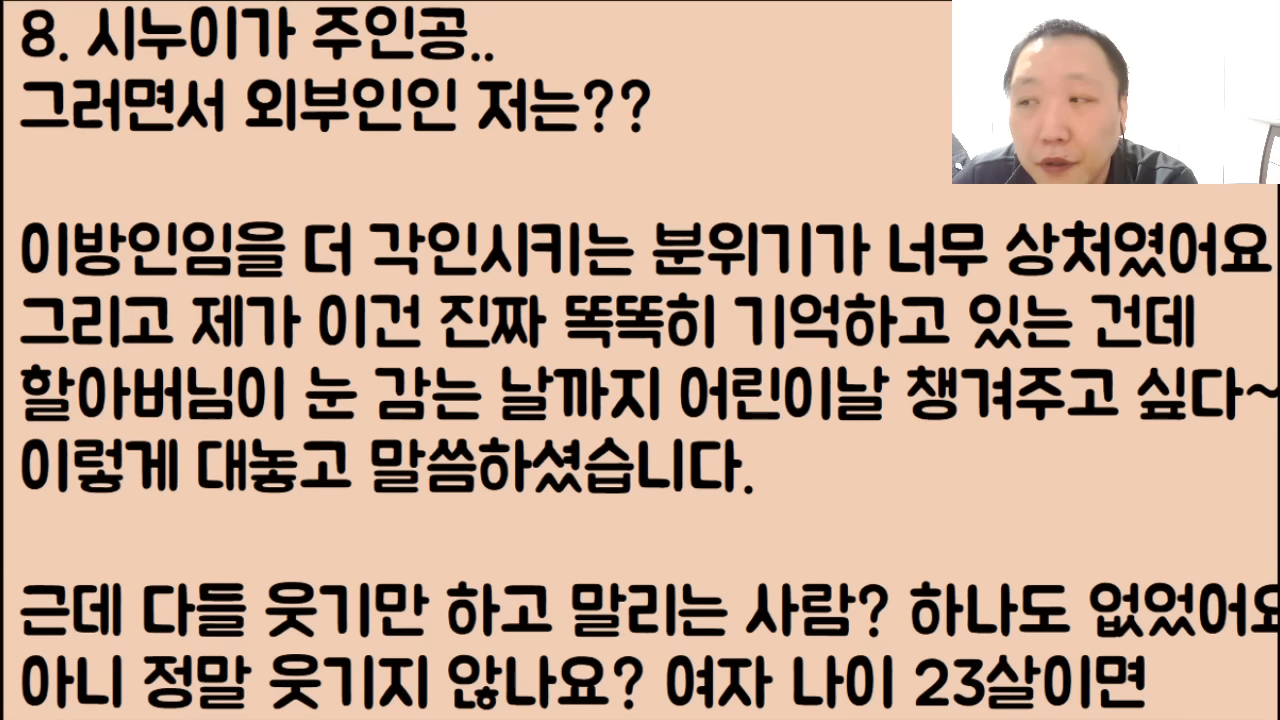 8. 시누이가 주인공..
그러면서 외부인인 저는??
이방인임을 더 각인시키는 분위기가 너무 상처였어요
그리고 제가 이건 진짜 똑똑히 기억하고 있는 건데
할아버님이 눈 감는 날까지 어린이날 챙겨주고 싶다~
이렇게 대놓고 말씀하셨습니다.
근데 다들 웃기만 하고 말리는 사람? 하나도 없었어요
아니 정말 웃기지 않나요? 여자 나이 23살이면